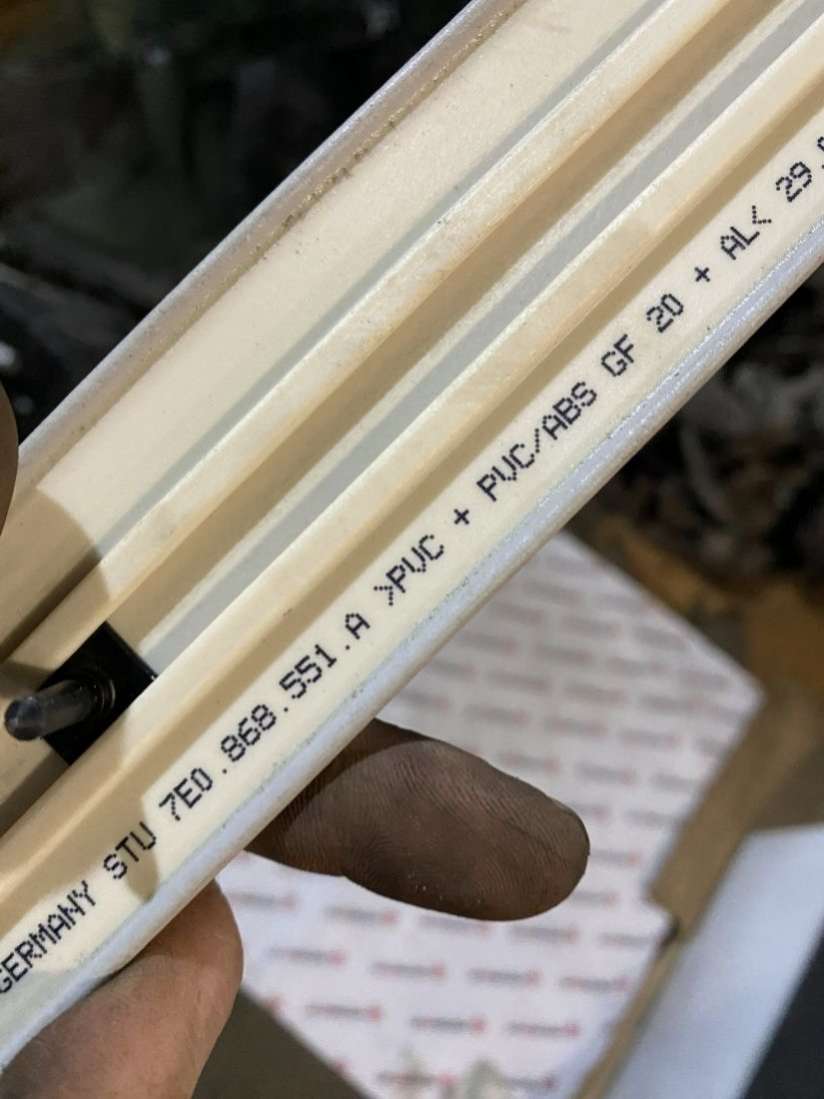 GERMANY STU 7E0.868.551.A >PVC + PVC/ABS GF 20 + AL< 29